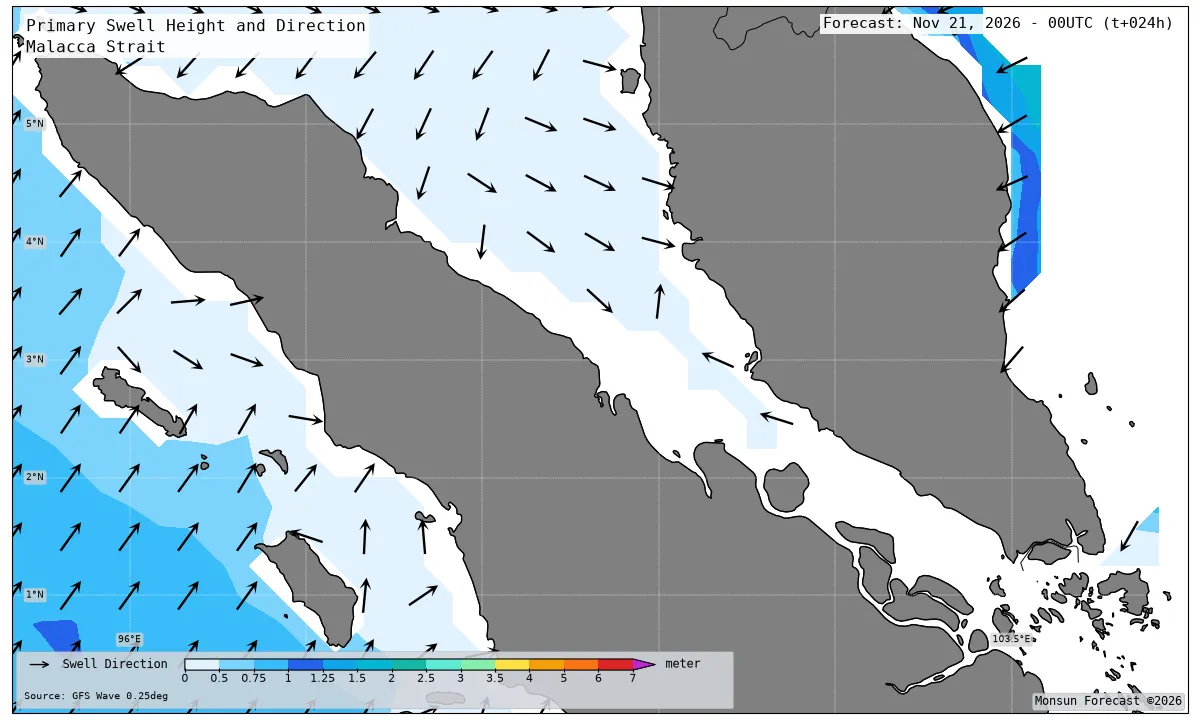 Primary Swell Height and Direction
Malacca Strait
Forecast: Nov 21, 2026 - 00UTC (t+024h)
5°N
4°N
3°N
2°N
1°N
96°E
103.5°E
Swell Direction
meter
0 0.5 0.75 1 1.25 1.5 2 2.5 3 3.5 4 5 6 7
Source: GFS Wave 0.25deg
Monsun Forecast ©2026